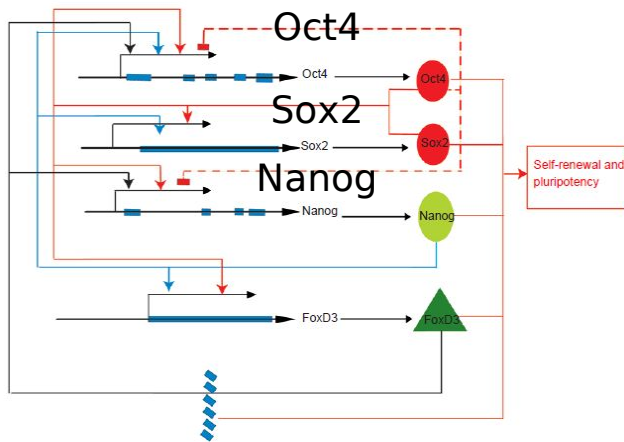 Oct4
Oct4
Oct4
Sox2
Sox2
Sox2
Self-renewal and
pluripotency
Nanog
Nanog
Nanog
FoxD3
FoxD3